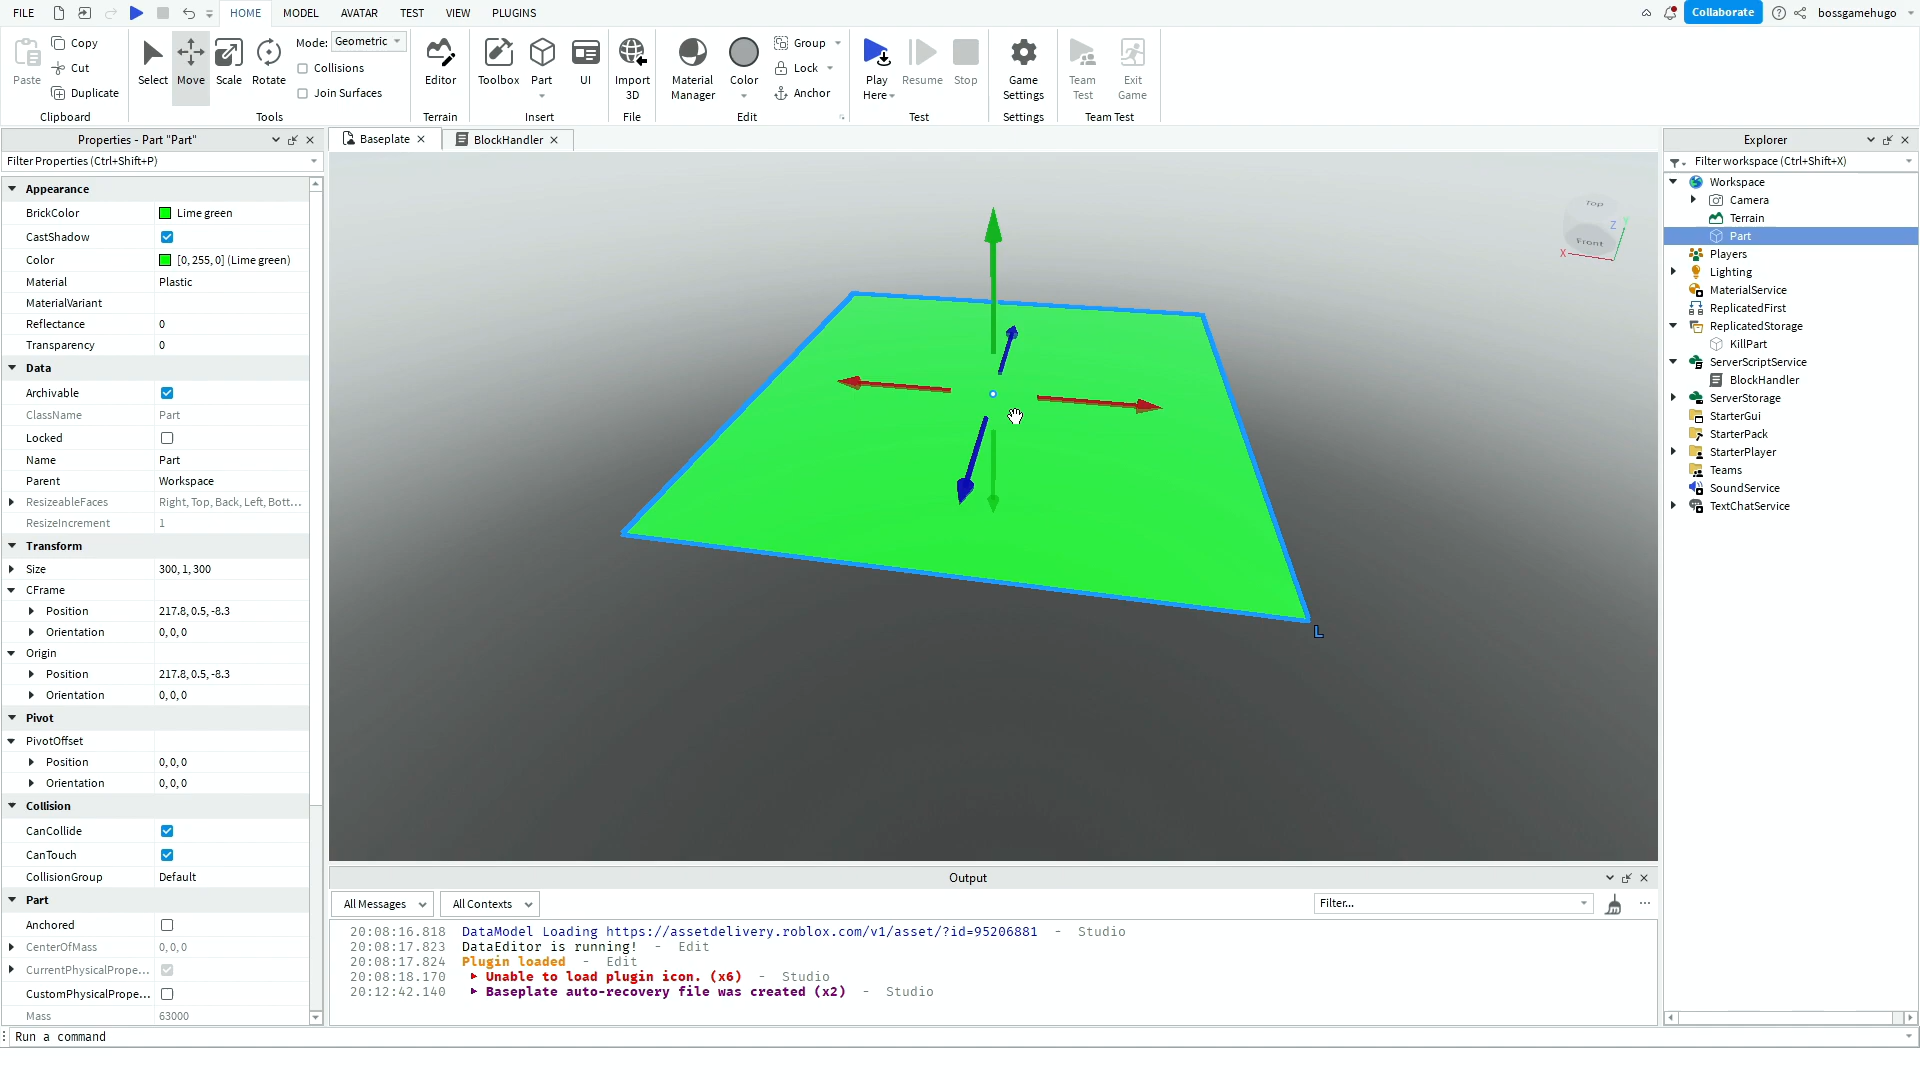 FILE HOME MODEL AVATAR TEST VIEW PLUGINS Collaborate bossgamehugo
Paste Copy Cut Duplicate Clipboard
Select Move Scale Rotate Mode: Geometric Collisions Join Surfaces Tools
Editor Terrain
Toolbox Part UI Insert
Import 3D File
Material Manager Color Group Lock Anchor Edit
Play Here Resume Stop Test
Game Settings Settings
Team Test Exit Game Team Test
Properties - Part "Part"
Filter Properties (Ctrl+Shift+P)
Appearance
BrickColor Lime green
CastShadow
Color [0, 255, 0] (Lime green)
Material Plastic
MaterialVariant
Reflectance 0
Transparency 0
Data
Archivable
ClassName Part
Locked
Name Part
Parent Workspace
ResizeableFaces Right, Top, Back, Left, Bott...
ResizeIncrement 1
Transform
Size 300, 1, 300
CFrame
Position 217.8, 0.5, -8.3
Orientation 0, 0, 0
Origin
Position 217.8, 0.5, -8.3
Orientation 0, 0, 0
Pivot
PivotOffset
Position 0, 0, 0
Orientation 0, 0, 0
Collision
CanCollide
CanTouch
CollisionGroup Default
Part
Anchored
CenterOfMass 0, 0, 0
CurrentPhysicalPrope...
CustomPhysicalPrope...
Mass 63000
Baseplate BlockHandler
Top
Front
X
Y
Z
L
Output
All Messages All Contexts Filter...
20:08:16.818 DataModel Loading https://assetdelivery.roblox.com/v1/asset/?id=95206881 - Studio
20:08:17.823 DataEditor is running! - Edit
20:08:17.824 Plugin loaded - Edit
20:08:18.170 Unable to load plugin icon. (x6) - Studio
20:12:42.140 Baseplate auto-recovery file was created (x2) - Studio
Explorer
Filter workspace (Ctrl+Shift+X)
Workspace
Camera
Terrain
Part
Players
Lighting
MaterialService
ReplicatedFirst
ReplicatedStorage
KillPart
ServerScriptService
BlockHandler
ServerStorage
StarterGui
StarterPack
StarterPlayer
Teams
SoundService
TextChatService
Run a command